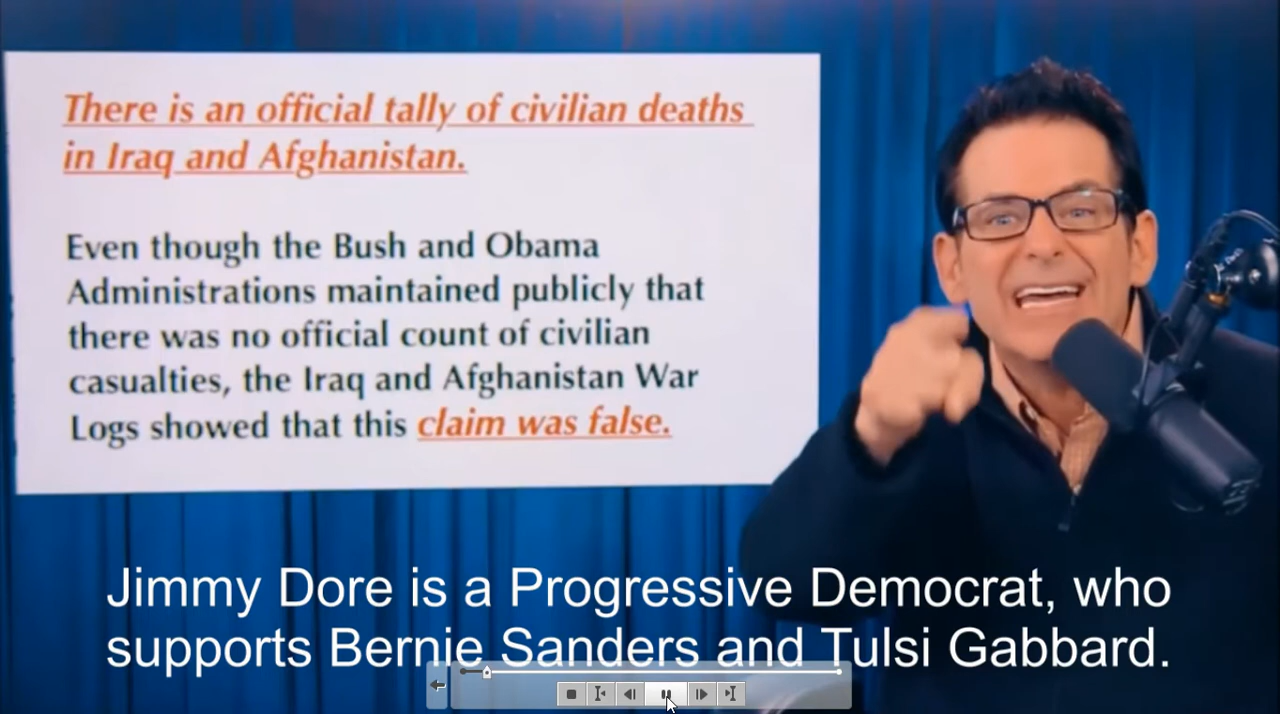 There is an official tally of civilian deaths
in Iraq and Afghanistan.
Even though the Bush and Obama
Administrations maintained publicly that
there was no official count of civilian
casualties, the Iraq and Afghanistan War
Logs showed that this claim was false.
Jimmy Dore is a Progressive Democrat, who
supports Bernie Sanders and Tulsi Gabbard.